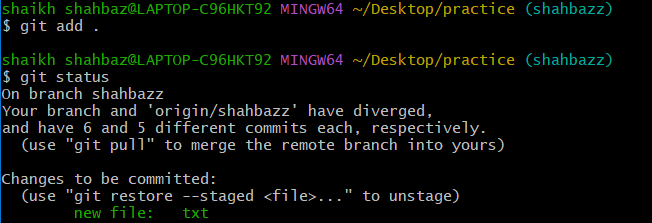 shaikh shahbaz@LAPTOP-C96HKT92 MINGW64 ~/Desktop/practice (shahbazz)
$ git add .
shaikh shahbaz@LAPTOP-C96HKT92 MINGW64 ~/Desktop/practice (shahbazz)
$ git status
On branch shahbazz
Your branch and 'origin/shahbazz' have diverged,
and have 6 and 5 different commits each, respectively.
  (use "git pull" to merge the remote branch into yours)
Changes to be committed:
  (use "git restore --staged <file>..." to unstage)
        new file:   txt